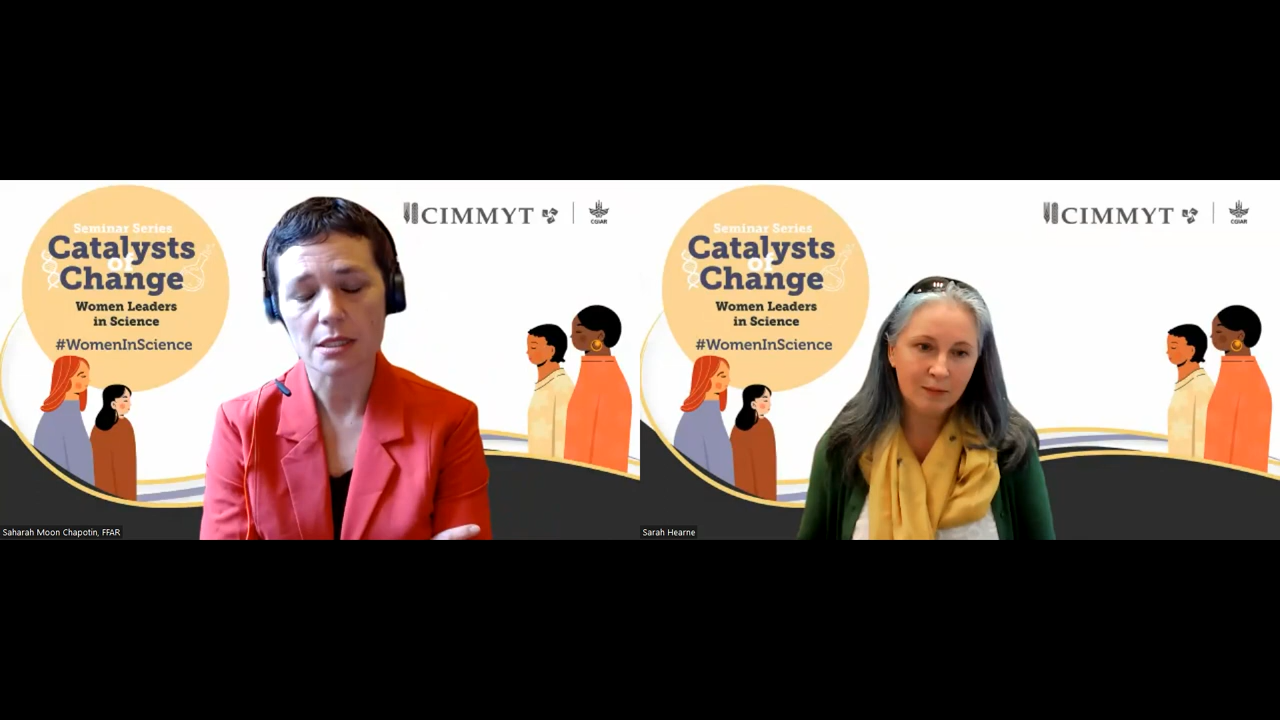 Seminar Series
Catalysts
of
Change
Women Leaders
in Science
#WomenInScience
CIMMYT
CGIAR
Saharah Moon Chapotin, FFAR
Seminar Series
Catalysts
of
Change
Women Leaders
in Science
#WomenInScience
CIMMYT
CGIAR
Sarah Hearne